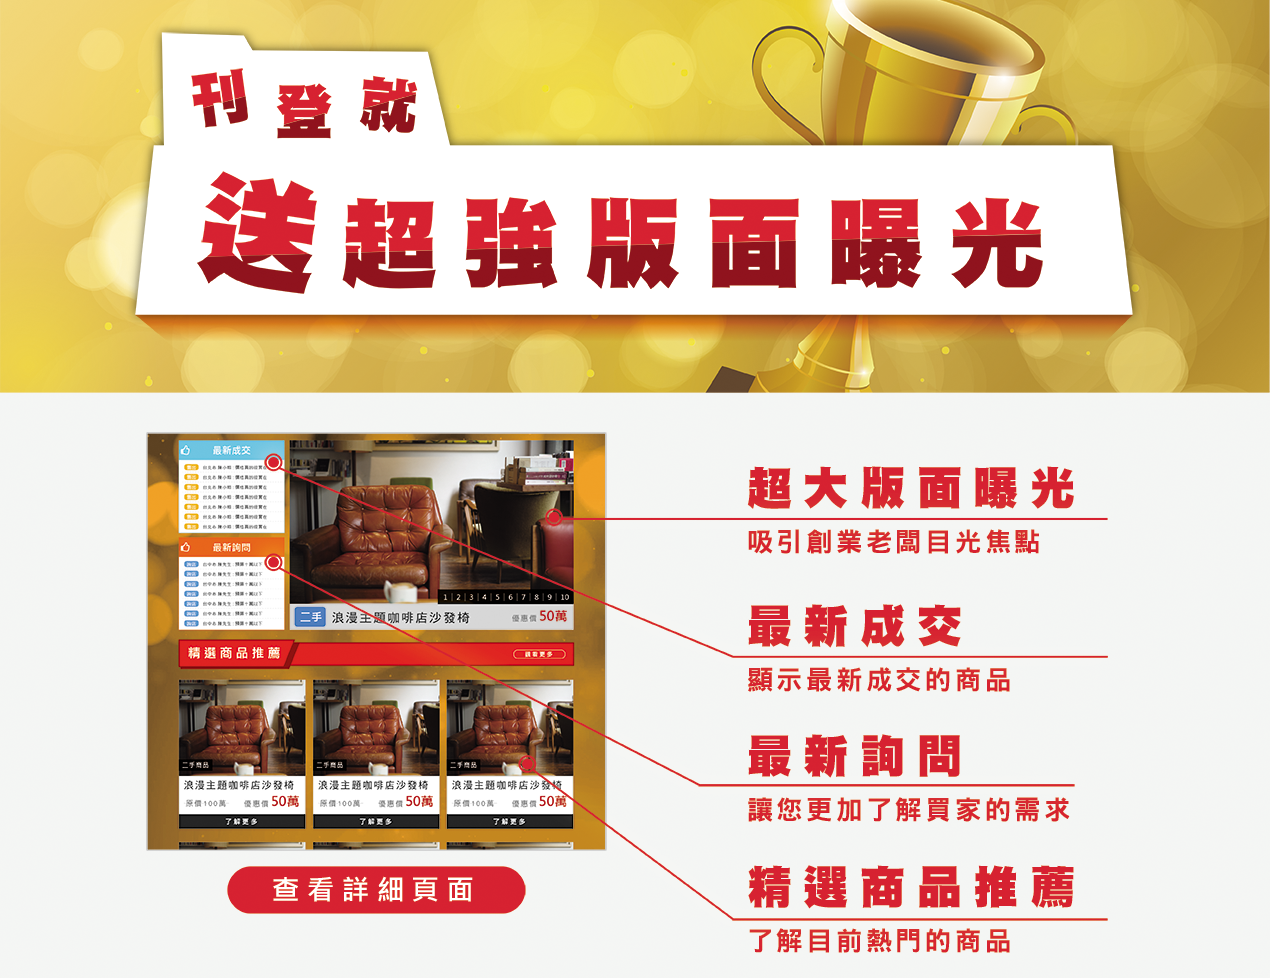 刊登就
送超強版面曝光
最新成交
最新詢問
1 | 2 | 3 | 4 | 5 | 6 | 7 | 8 | 9 | 10
二手 浪漫主題咖啡店沙發椅 優惠價 50萬
精選商品推薦
觀看更多
二手商品 二手商品 二手商品
浪漫主題咖啡店沙發椅 浪漫主題咖啡店沙發椅 浪漫主題咖啡店沙發椅
原價100萬 優惠價 50萬 原價100萬 優惠價 50萬 原價100萬 優惠價 50萬
了解更多 了解更多 了解更多
查看詳細頁面
超大版面曝光
吸引創業老闆目光焦點
最新成交
顯示最新成交的商品
最新詢問
讓您更加了解買家的需求
精選商品推薦
了解目前熱門的商品